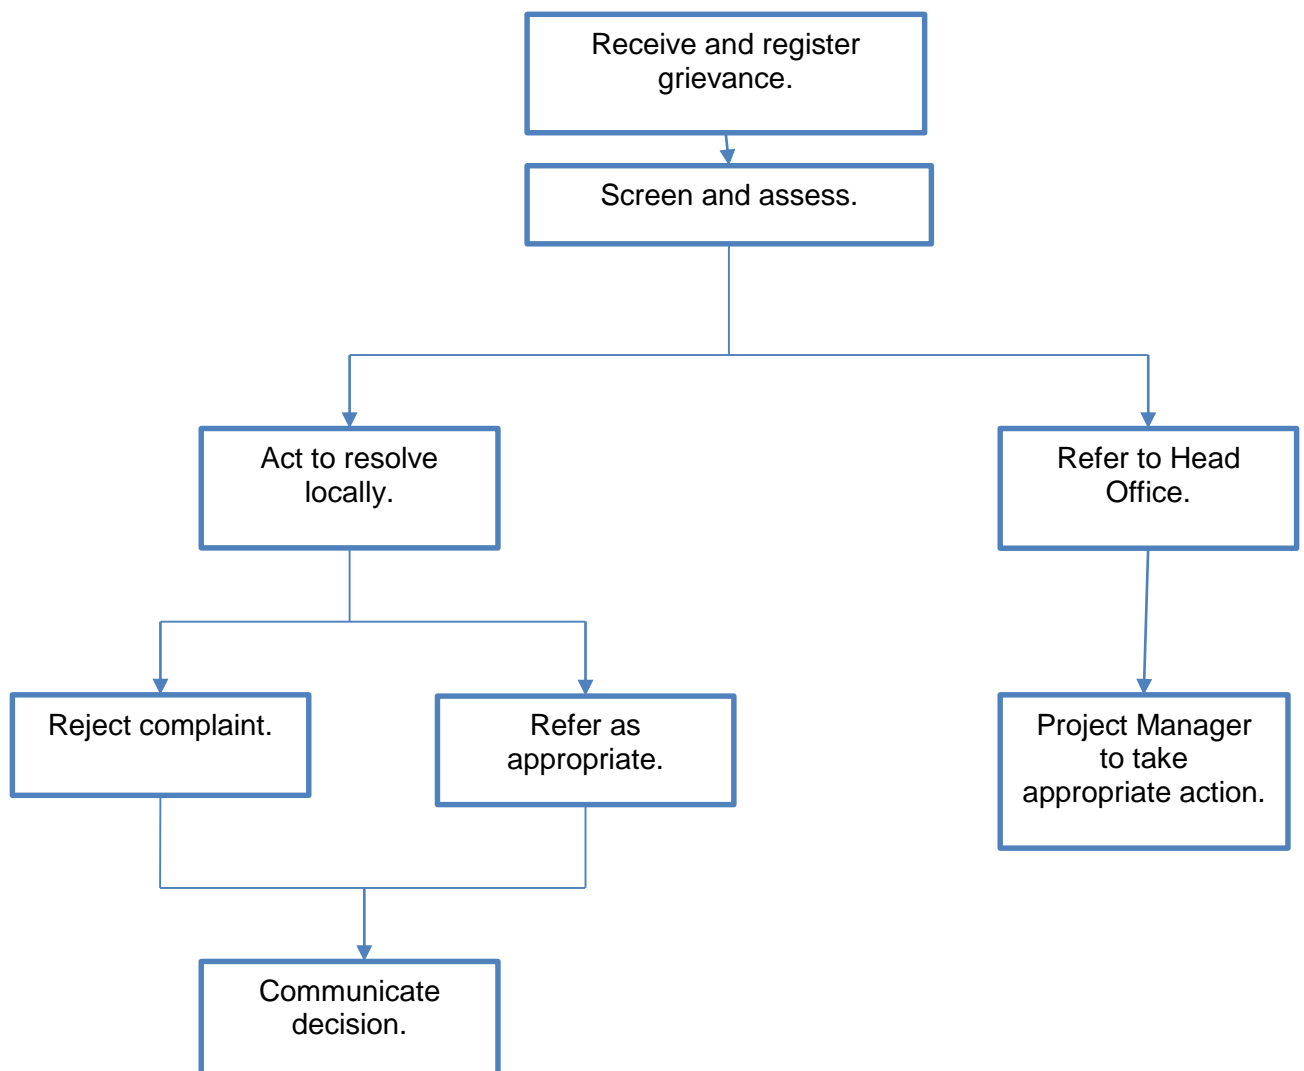 Receive and register
grievance.
Screen and assess.
Act to resolve
locally.
Refer to Head
Office.
Reject complaint.
Refer as
appropriate.
Project Manager
to take
appropriate action.
Communicate
decision.